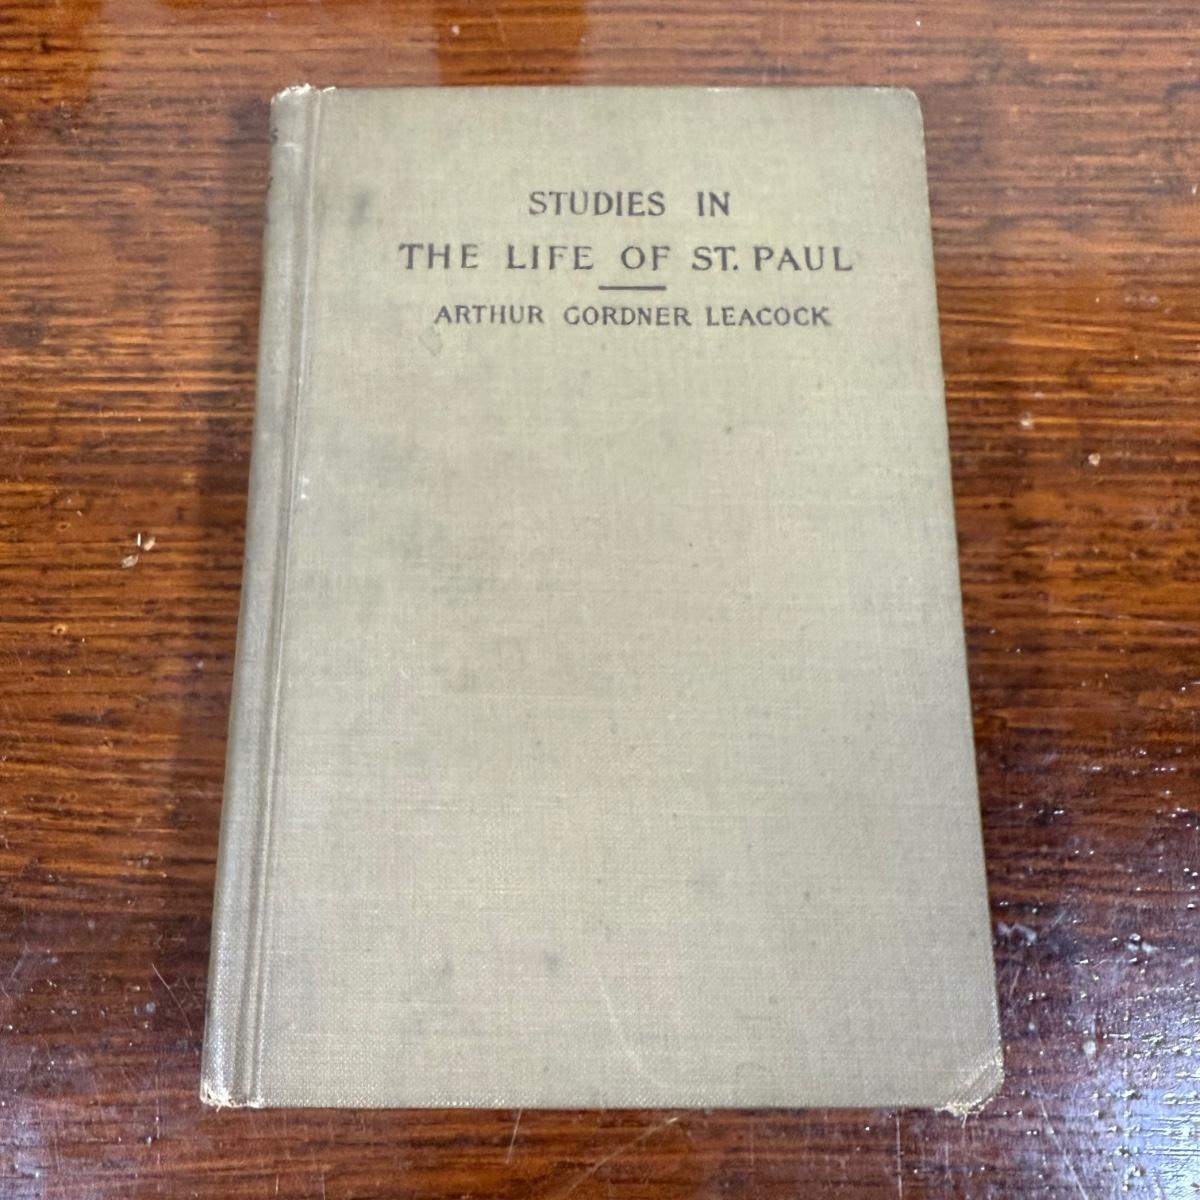 STUDIES IN
THE LIFE OF ST. PAUL
ARTHUR GORDNER LEACOCK